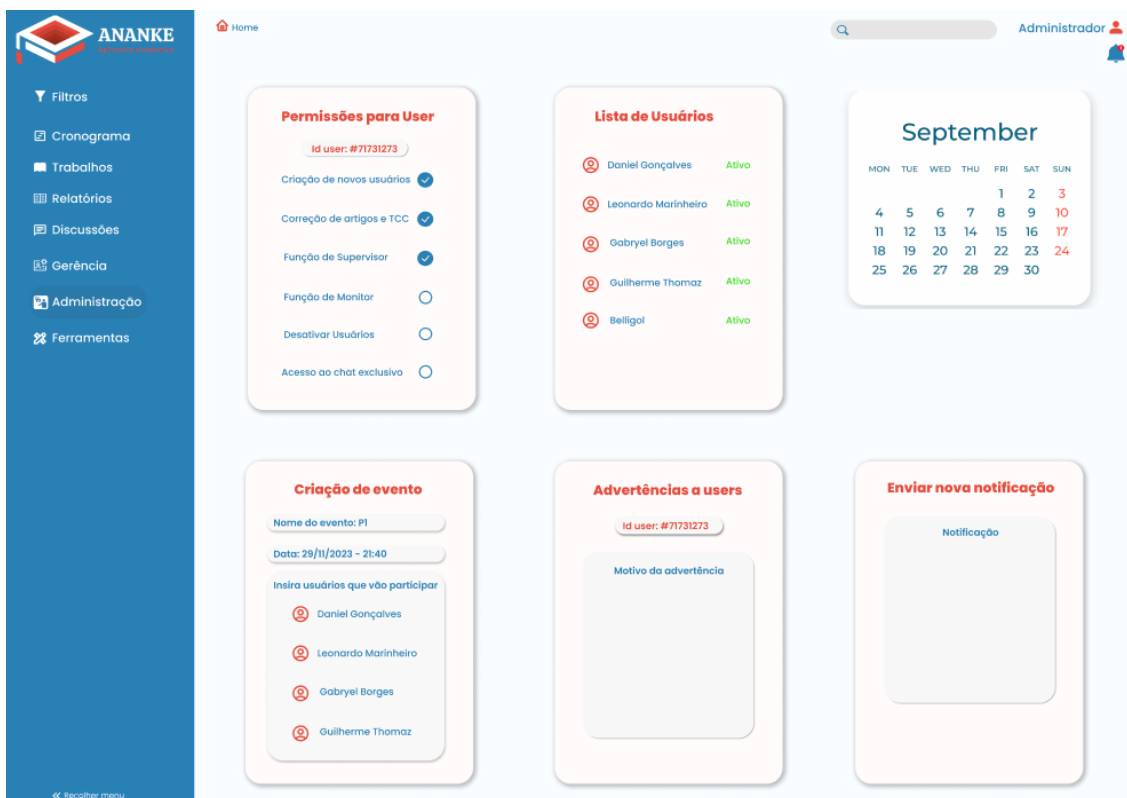 ANANKE
Home
Administrador
Filtros
Cronograma
Trabalhos
Relatórios
Discussões
Gerência
Administração
Ferramentas
Recolher menu
Permissões para User
Id user: #71731273
Criação de novos usuários
Correção de artigos e TCC
Função de Supervisor
Função de Monitor
Desativar Usuários
Acesso ao chat exclusivo
Lista de Usuários
Daniel Gonçalves Ativo
Leonardo Marinheiro Ativo
Gabryel Borges Ativo
Guilherme Thomaz Ativo
Belligol Ativo
September
MON TUE WED THU FRI SAT SUN
1 2 3
4 5 6 7 8 9 10
11 12 13 14 15 16 17
18 19 20 21 22 23 24
25 26 27 28 29 30
Criação de evento
Nome do evento: P1
Data: 29/11/2023 - 21:40
Insira usuários que vão participar
Daniel Gonçalves
Leonardo Marinheiro
Gabryel Borges
Guilherme Thomaz
Advertências a users
Id user: #71731273
Motivo da advertência
Enviar nova notificação
Notificação